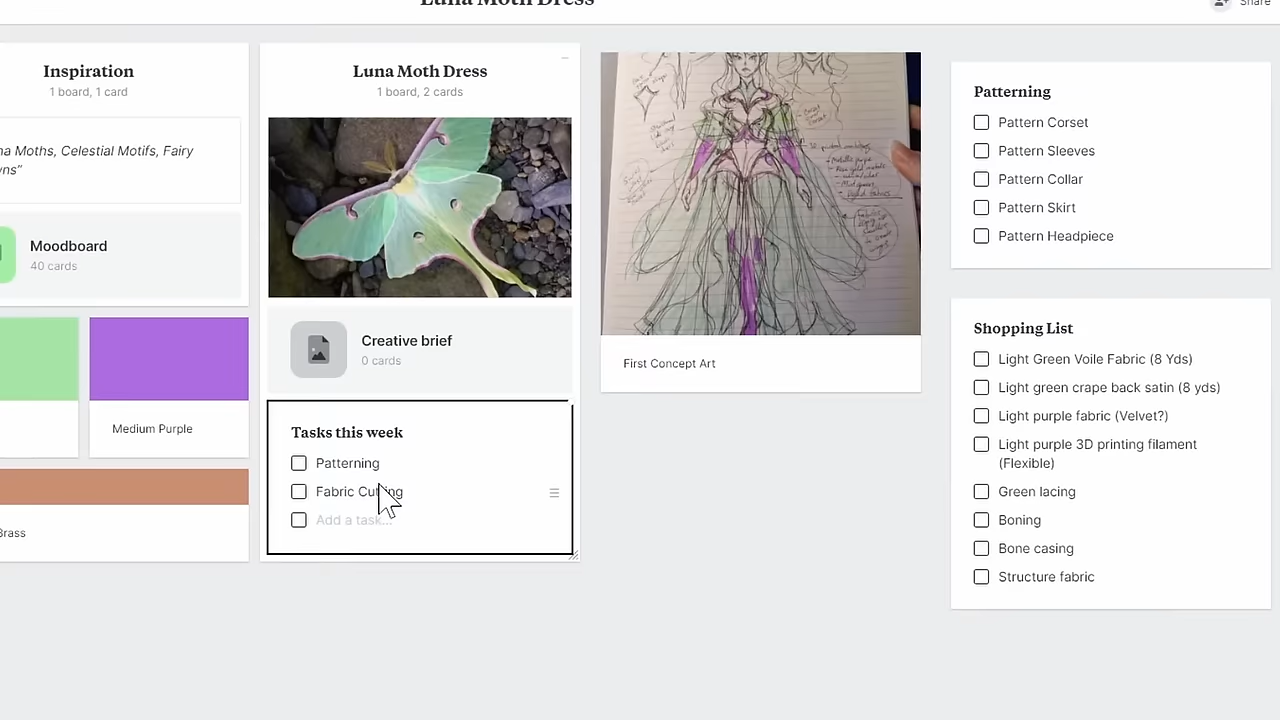 Luna Moth Dress
Share
Inspiration
1 board, 1 card
na Moths, Celestial Motifs, Fairy
wns”
Moodboard
40 cards
Medium Purple
Brass
Luna Moth Dress
1 board, 2 cards
Creative brief
0 cards
Tasks this week
Patterning
Fabric Cutting
Add a task...
First Concept Art
Patterning
Pattern Corset
Pattern Sleeves
Pattern Collar
Pattern Skirt
Pattern Headpiece
Shopping List
Light Green Voile Fabric (8 Yds)
Light green crape back satin (8 yds)
Light purple fabric (Velvet?)
Light purple 3D printing filament
(Flexible)
Green lacing
Boning
Bone casing
Structure fabric